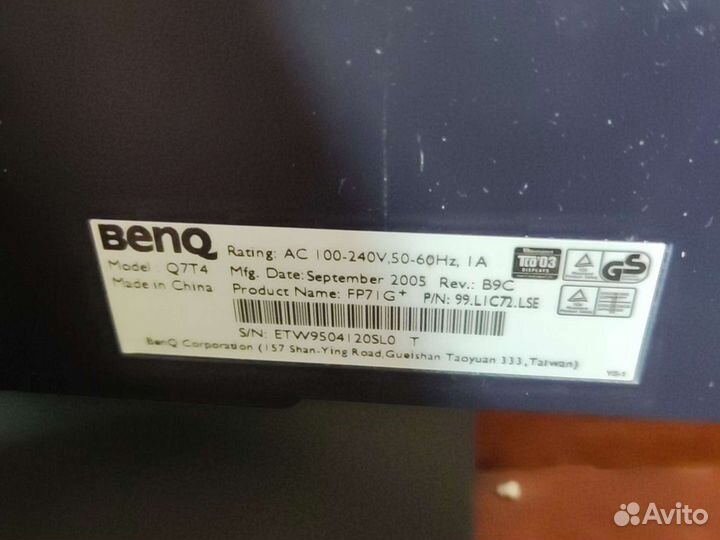 BenQ
Rating: AC 100-240V,50-60Hz, 1A
Model : Q7T4
Mfg. Date: September 2005 Rev.: B9C
Made in China
Product Name: FP71G+ P/N: 99.L1C72.LSE
S/N: ETW9504120SL0 T
BenQ Corporation (157 Shan-Ying Road,Gueishan Taoyuan 333,Taiwan)
TCO'03
DISPLAYS
GS
Avito